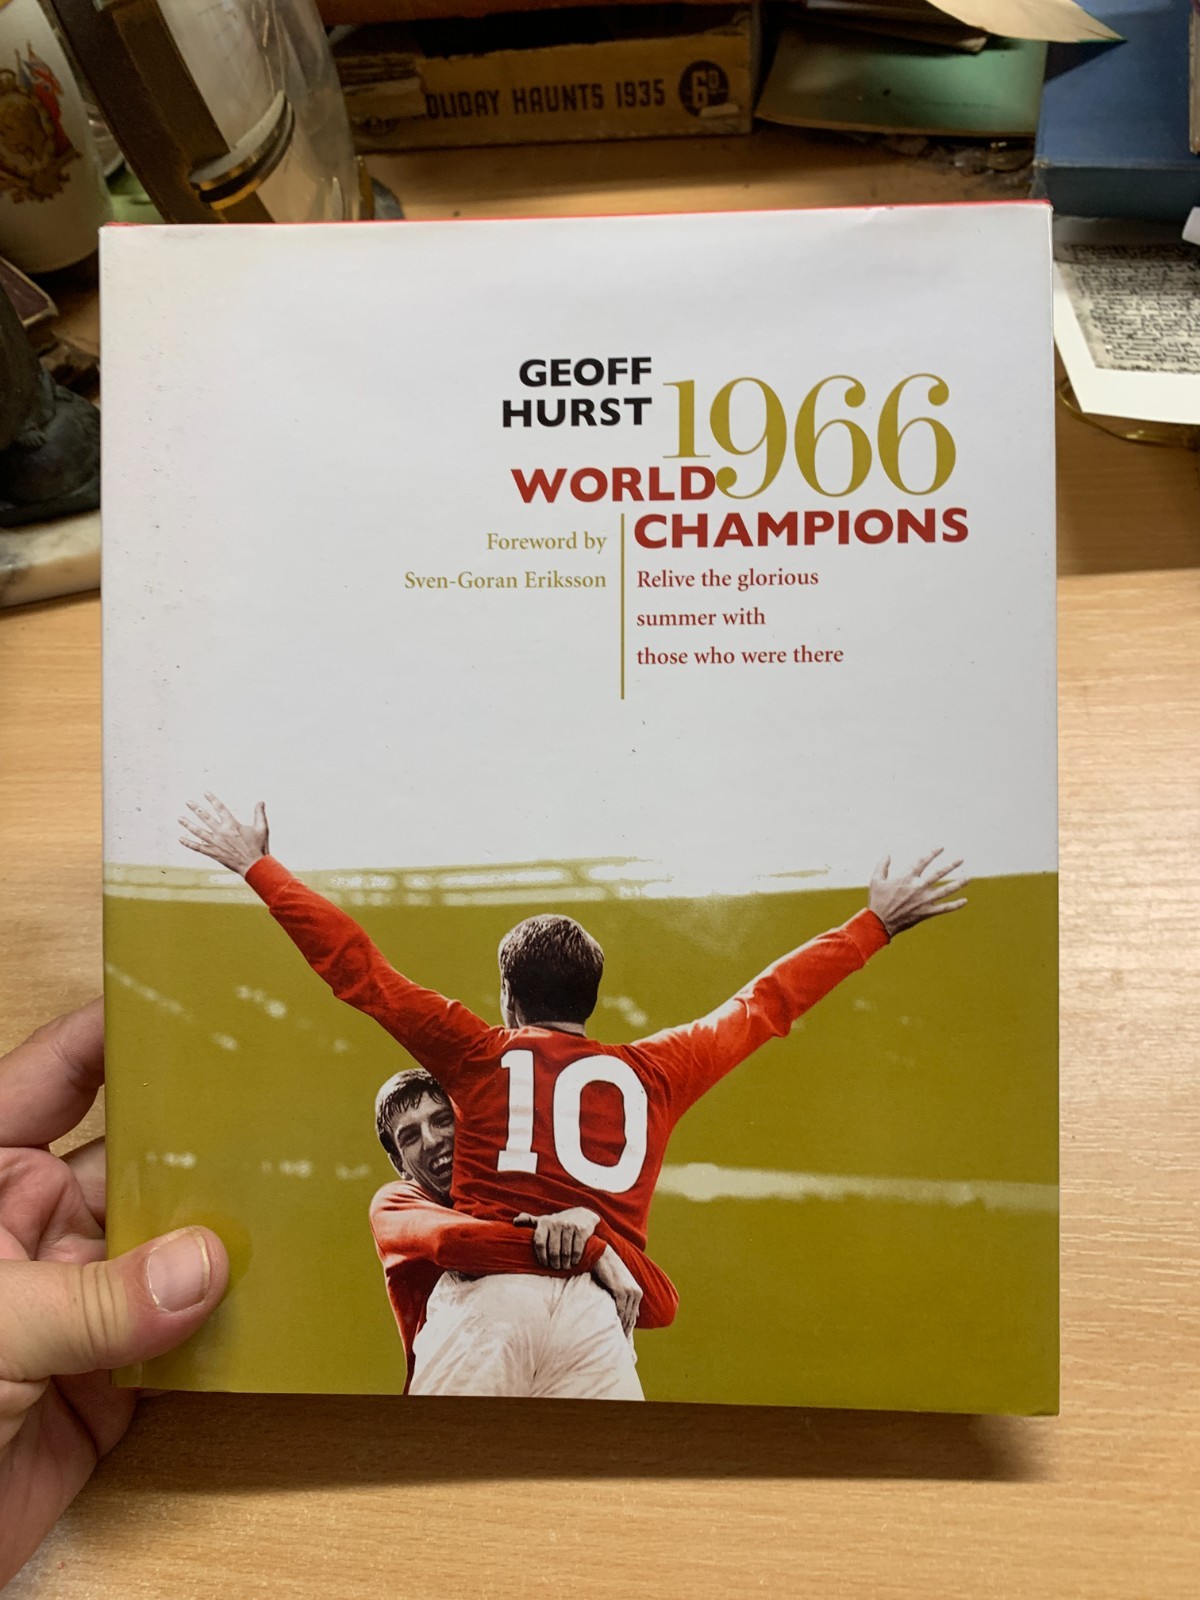 HAUNTS 1935 6D
GEOFF
HURST
1966
WORLD
CHAMPIONS
Foreword by
Sven-Goran Eriksson
Relive the glorious
summer with
those who were there
10